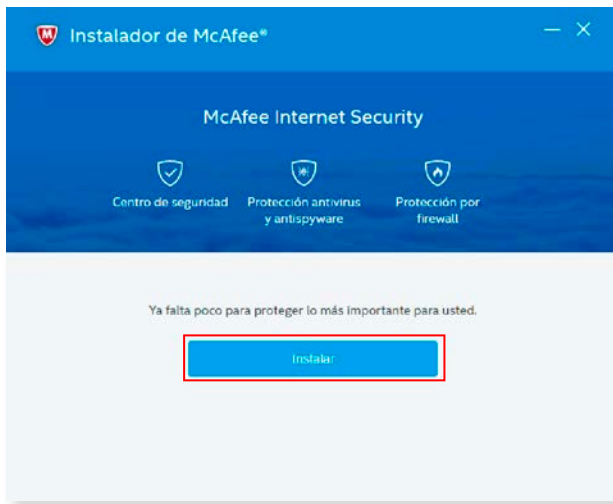 Instalador de McAfee®
McAfee Internet Security
Centro de seguridad
Protección antivirus
y antispyware
Protección por
firewall
Ya falta poco para proteger lo más importante para usted.
Instalar